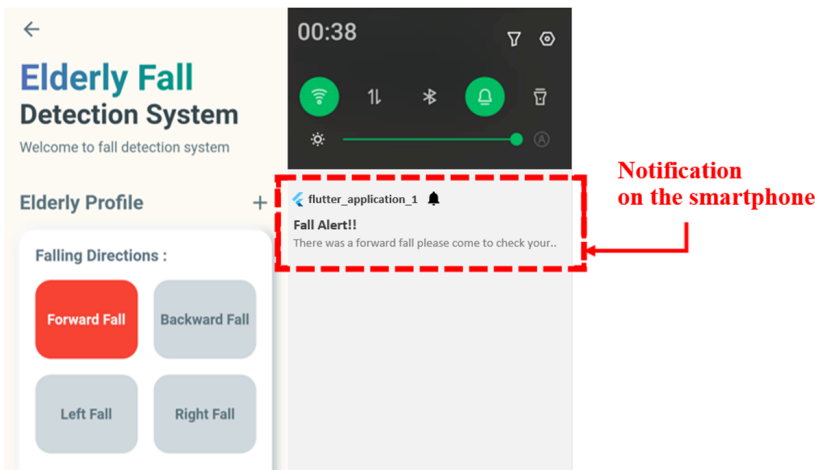 Elderly Fall
Detection System
Welcome to fall detection system
Elderly Profile +
Falling Directions :
Forward Fall
Backward Fall
Left Fall
Right Fall
00:38
A
flutter_application_1
Fall Alert!!
There was a forward fall please come to check your..
Notification
on the smartphone